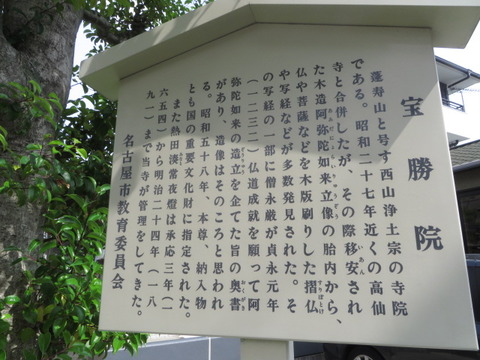 宝勝院
蓬寿山と号す西山浄土宗の寺院
である。昭和二十七年近くの高仙
寺と合併したが、その際移安され
た木造阿弥陀如来立像の胎内から、
仏や菩薩などを木版刷りした摺仏
や写経などが多数発見された。そ
の写経の一部に僧永厳が貞永元年
(一二三二)仏道成就を願って阿
弥陀如来の造立を企てた旨の奥書
があり、造像はそのころと思われ
る。昭和五十八年、本尊、納入物
とも国の重要文化財に指定された。
また熱田湊常夜燈は承応三年(一
六五四)から明治二十四年(一八
九一)まで当寺が管理をしてきた。
名古屋市教育委員会